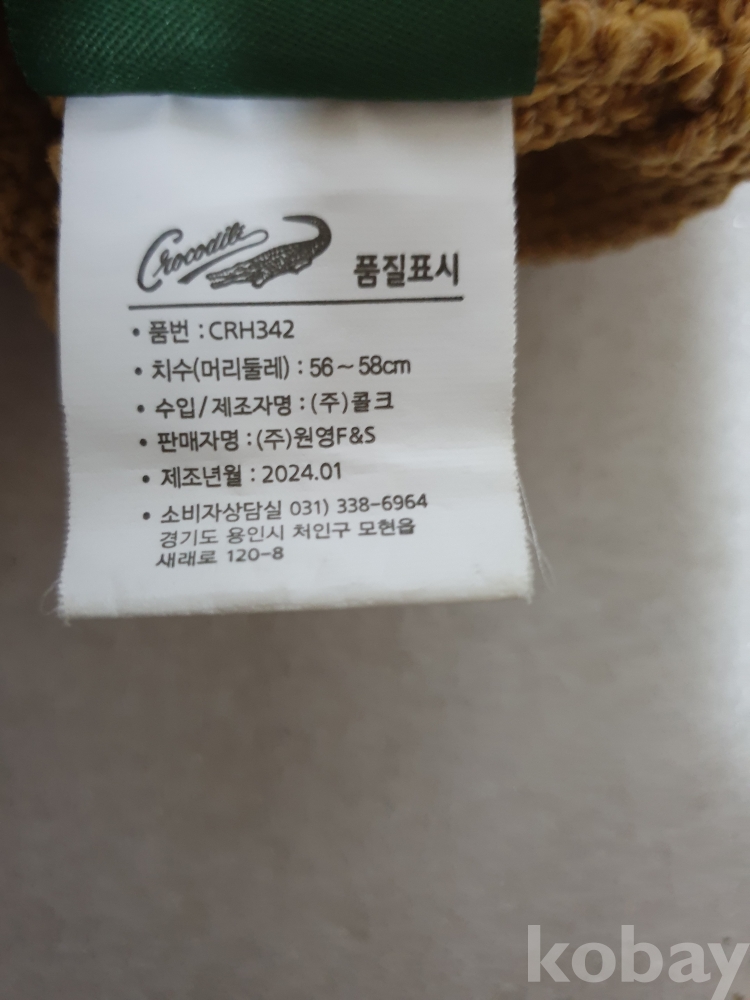 Crocodile
품질표시
• 품번 : CRH342
• 치수(머리둘레) : 56~58cm
• 수입/제조자명 : (주)콜크
• 판매자명 : (주)원영F&S
• 제조년월 : 2024.01
• 소비자상담실 031) 338-6964
경기도 용인시 처인구 모현읍
새래로 120-8
kobay